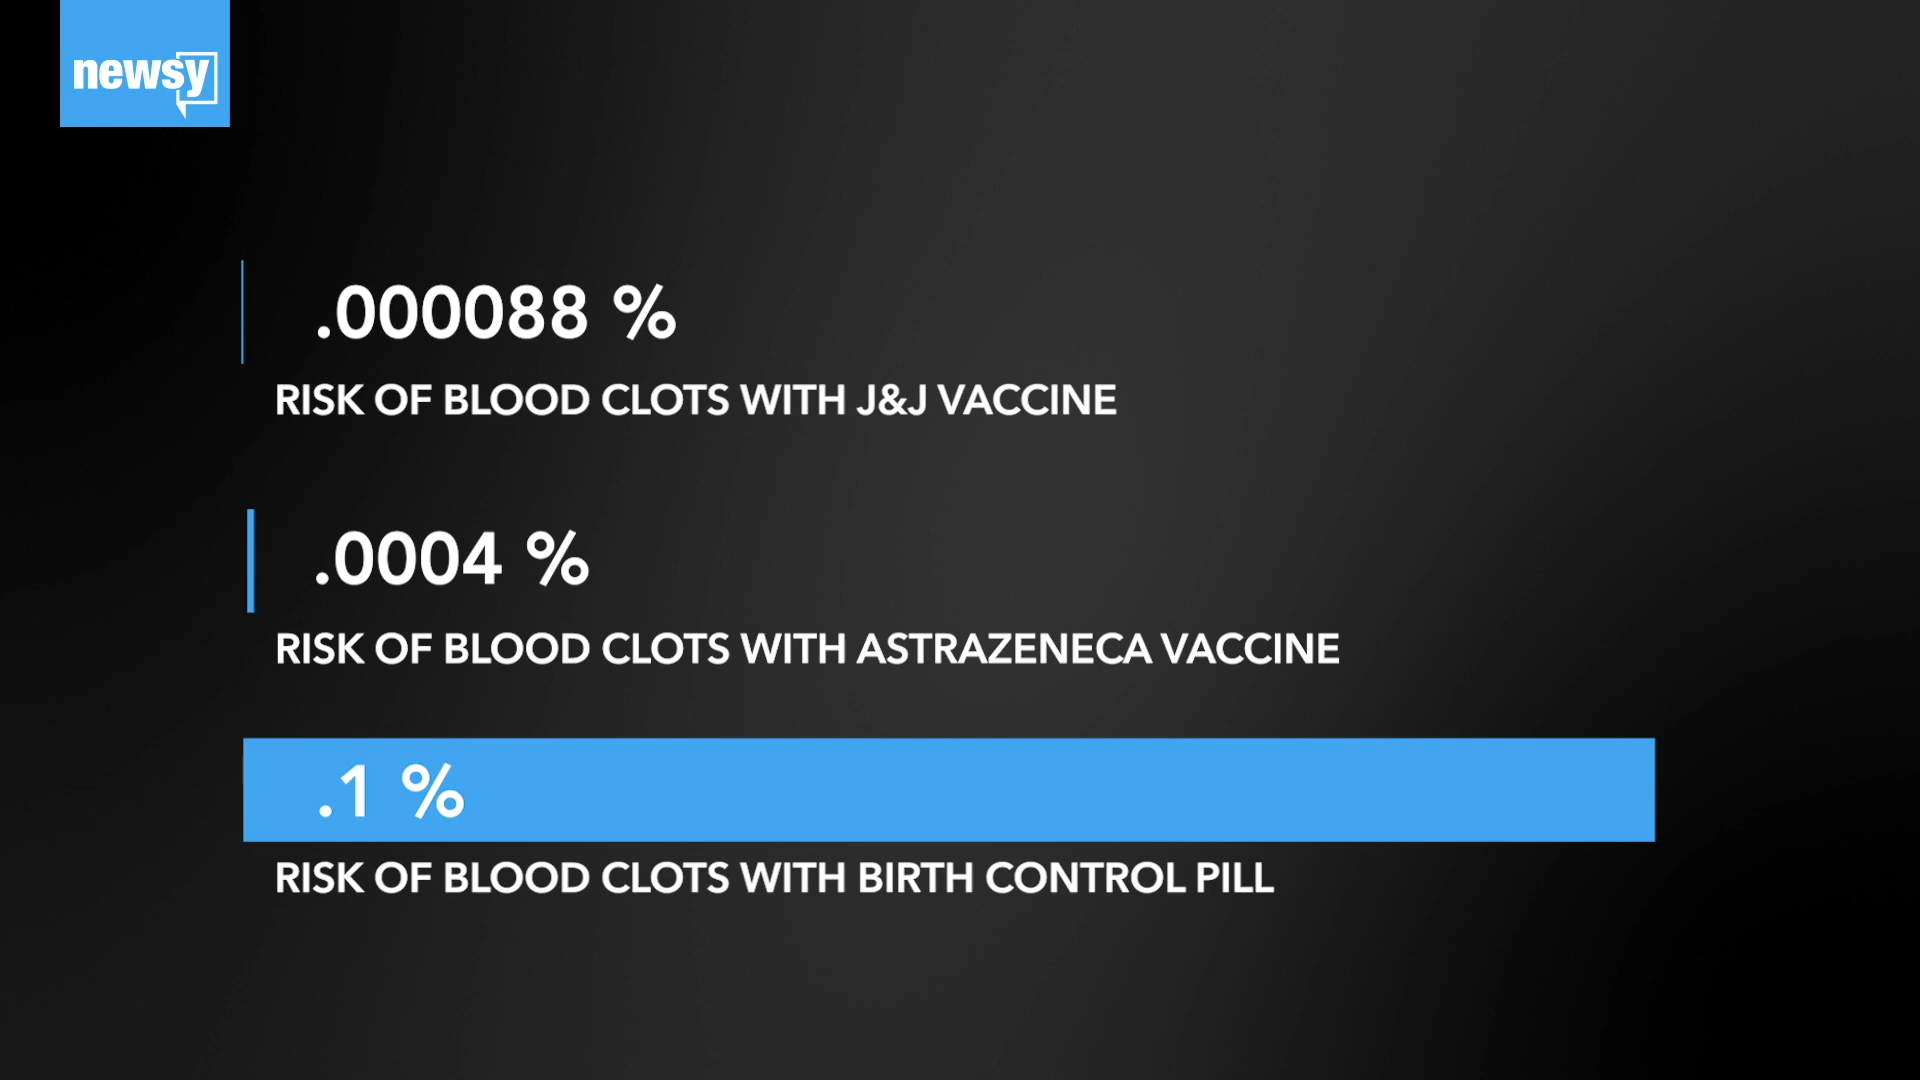 newsy
.000088 %
RISK OF BLOOD CLOTS WITH J&J VACCINE
.0004 %
RISK OF BLOOD CLOTS WITH ASTRAZENECA VACCINE
.1 %
RISK OF BLOOD CLOTS WITH BIRTH CONTROL PILL